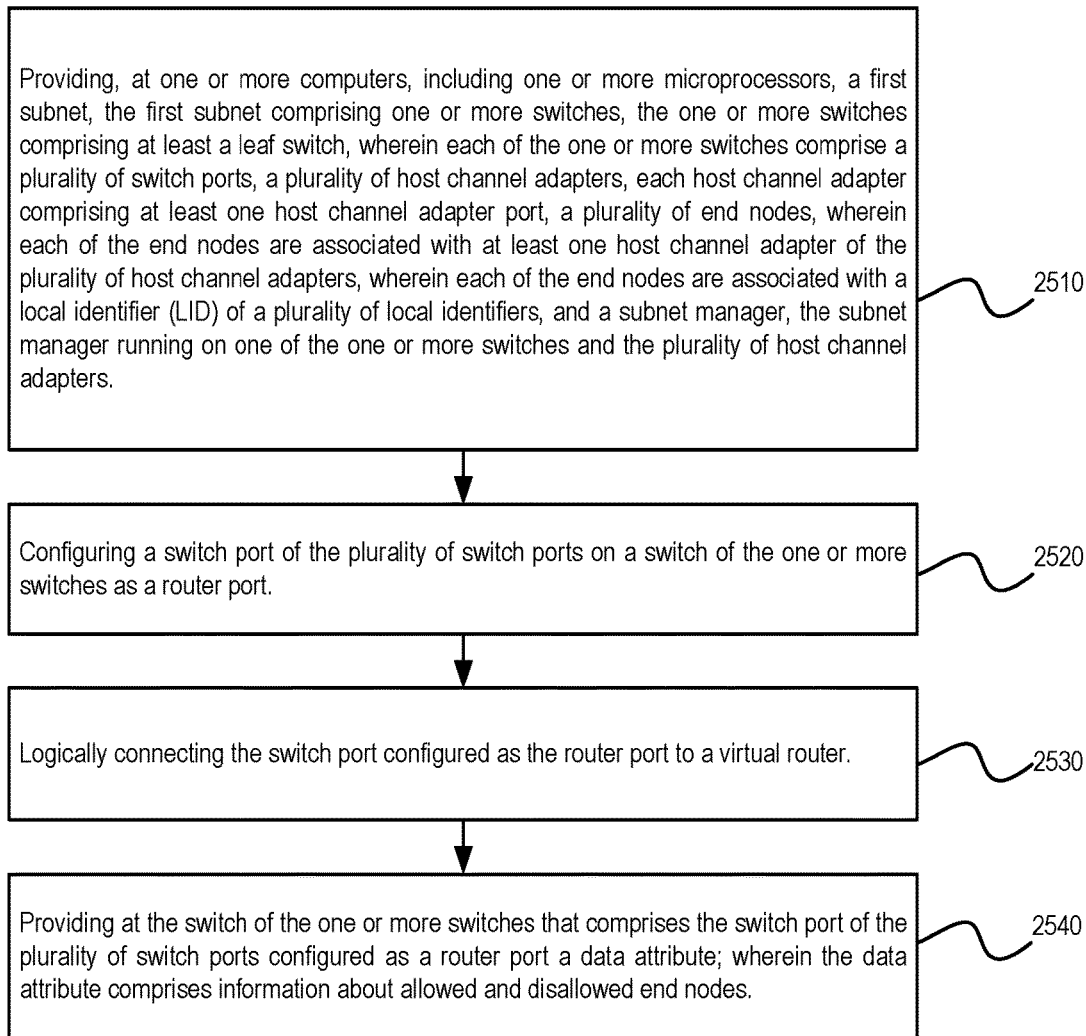 Providing, at one or more computers, including one or more microprocessors, a first
subnet, the first subnet comprising one or more switches, the one or more switches
comprising at least a leaf switch, wherein each of the one or more switches comprise a
plurality of switch ports, a plurality of host channel adapters, each host channel adapter
comprising at least one host channel adapter port, a plurality of end nodes, wherein
each of the end nodes are associated with at least one host channel adapter of the
plurality of host channel adapters, wherein each of the end nodes are associated with a
local identifier (LID) of a plurality of local identifiers, and a subnet manager, the subnet
manager running on one of the one or more switches and the plurality of host channel
adapters.
2510
Configuring a switch port of the plurality of switch ports on a switch of the one or more
switches as a router port.
2520
Logically connecting the switch port configured as the router port to a virtual router.
2530
Providing at the switch of the one or more switches that comprises the switch port of the
plurality of switch ports configured as a router port a data attribute; wherein the data
attribute comprises information about allowed and disallowed end nodes.
2540